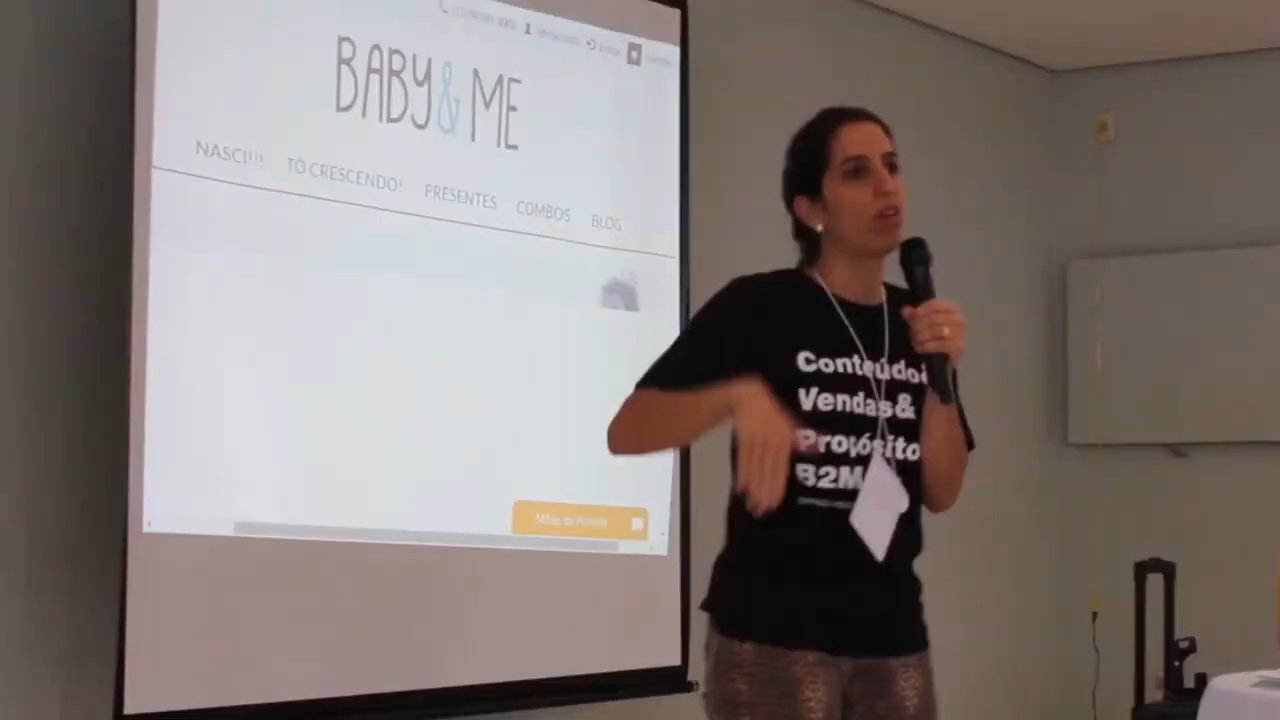 BABY & ME
NASCI!!! TÔ CRESCENDO! PRESENTES COMBOS BLOG
Conteúdo&
Vendas&
Propósito
B2M